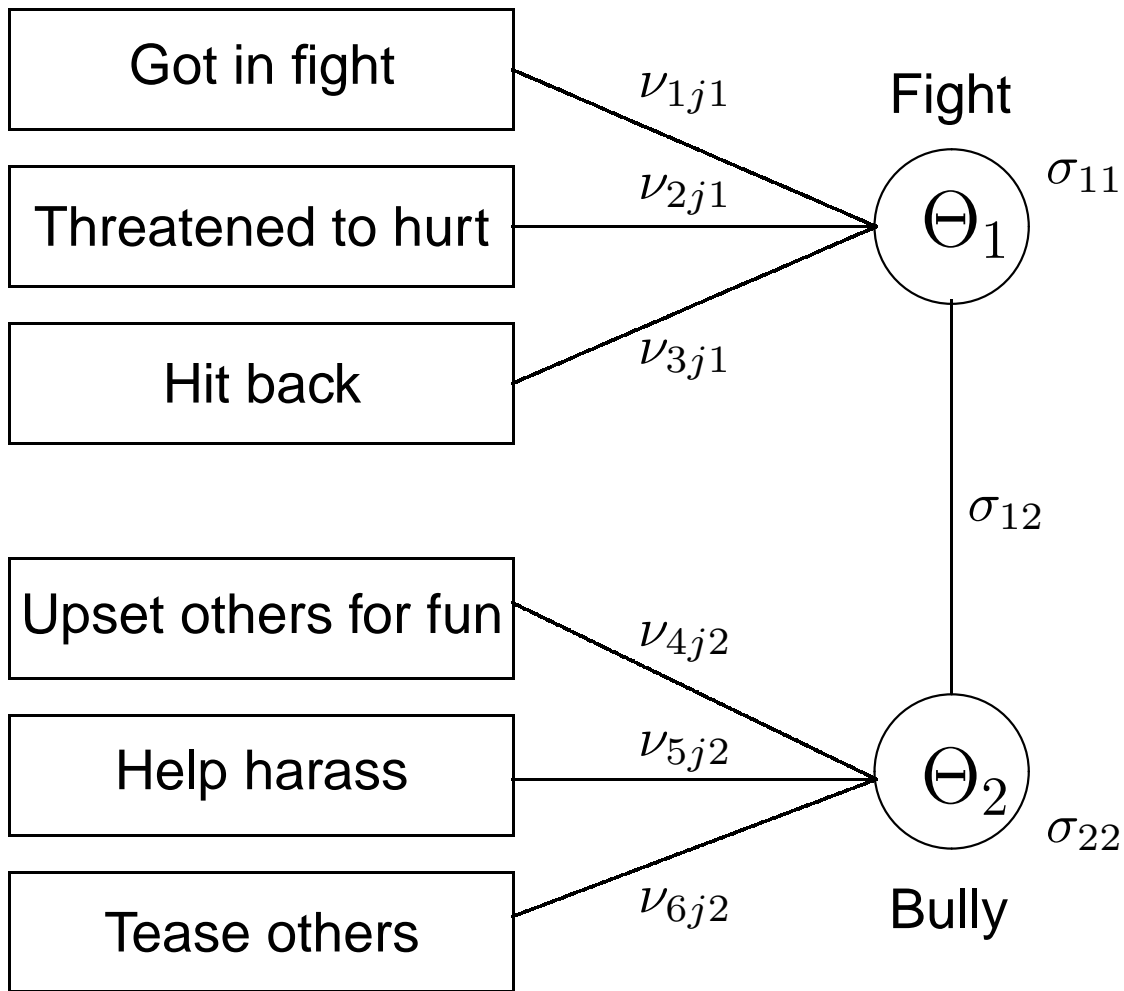 Got in fight
ν1j1
Fight
σ11
Threatened to hurt
ν2j1
Θ1
Hit back
ν3j1
σ12
Upset others for fun
ν4j2
Help harass
ν5j2
Θ2
σ22
Tease others
ν6j2
Bully